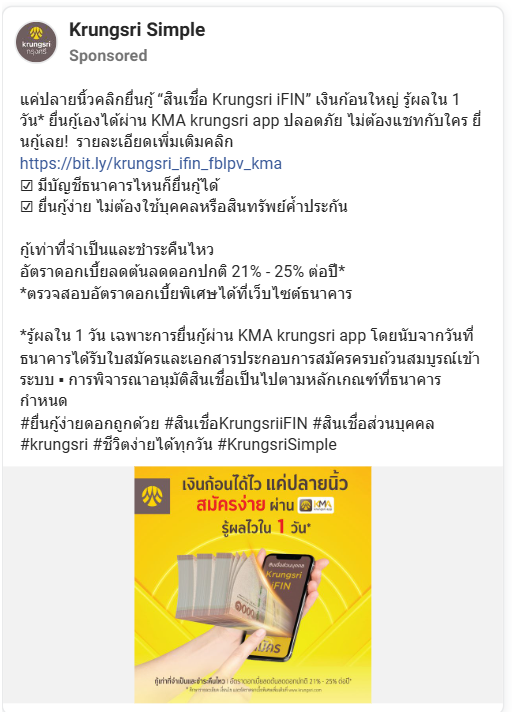 krungsri
กรุงศรี
Krungsri Simple
Sponsored
แค่ปลายนิ้วคลิกยื่นกู้ “สินเชื่อ Krungsri iFIN” เงินก้อนใหญ่ รู้ผลใน 1
วัน* ยื่นกู้เองได้ผ่าน KMA krungsri app ปลอดภัย ไม่ต้องแชทกับใคร ยื่
นกู้เลย! รายละเอียดเพิ่มเติมคลิก
https://bit.ly/krungsri_ifin_fblpv_kma
☑ มีบัญชีธนาคารไหนก็ยื่นกู้ได้
☑ ยื่นกู้ง่าย ไม่ต้องใช้บุคคลหรือสินทรัพย์ค้ำประกัน
กู้เท่าที่จำเป็นและชำระคืนไหว
อัตราดอกเบี้ยลดต้นลดดอกปกติ 21% - 25% ต่อปี*
*ตรวจสอบอัตราดอกเบี้ยพิเศษได้ที่เว็บไซต์ธนาคาร
*รู้ผลใน 1 วัน เฉพาะการยื่นกู้ผ่าน KMA krungsri app โดยนับจากวันที่
ธนาคารได้รับใบสมัครและเอกสารประกอบการสมัครครบถ้วนสมบูรณ์เข้า
ระบบ ▪ การพิจารณาอนุมัติสินเชื่อเป็นไปตามหลักเกณฑ์ที่ธนาคาร
กำหนด
#ยื่นกู้ง่ายดอกถูกด้วย #สินเชื่อKrungsriiFIN #สินเชื่อส่วนบุคคล
#krungsri #ชีวิตง่ายได้ทุกวัน #KrungsriSimple
เงินก้อนได้ไว แค่ปลายนิ้ว
สมัครง่าย ผ่าน KMA
รู้ผลไวใน 1 วัน*
สินเชื่อส่วนบุคคล
Krungsri
iFIN
1000
สมัคร
กู้เท่าที่จำเป็นและชำระคืนไหว | อัตราดอกเบี้ยลดต้นลดดอกปกติ 21% - 25% ต่อปี*